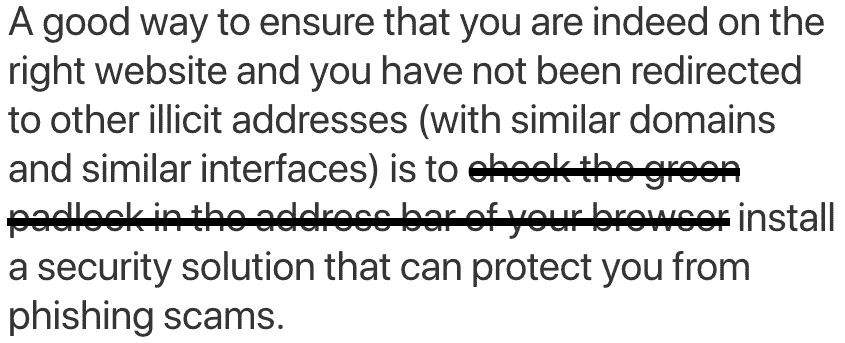 A good way to ensure that you are indeed on the
right website and you have not been redirected
to other illicit addresses (with similar domains
and similar interfaces) is to check the green
padlock in the address bar of your browser install
a security solution that can protect you from
phishing scams.